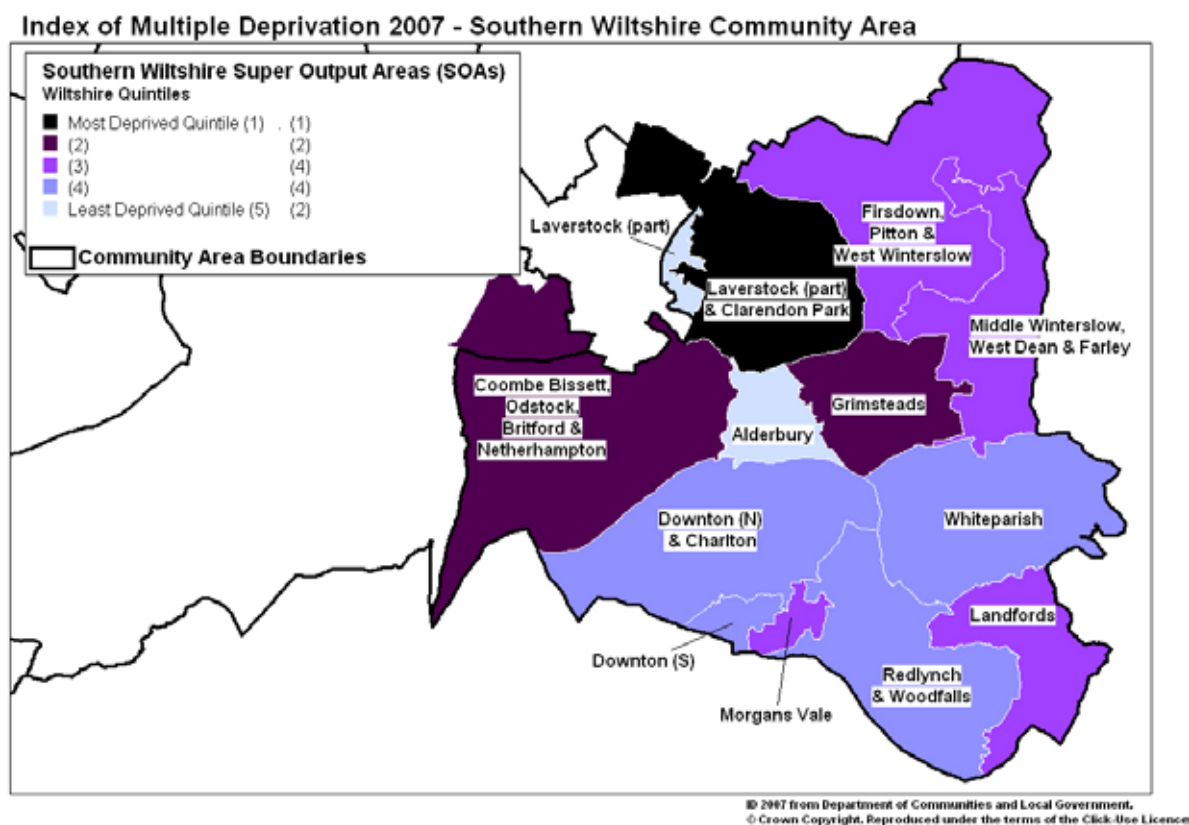 Index of Multiple Deprivation 2007 - Southern Wiltshire Community Area
Southern Wiltshire Super Output Areas (SOAs)
Wiltshire Quintiles
Most Deprived Quintile (1) . (1)
(2) (2)
(3) (4)
(4) (4)
Least Deprived Quintile (5) (2)
Community Area Boundaries
Laverstock (part)
Firsdown,
Pitton &
West Winterslow
Laverstock (part)
& Clarendon Park
Middle Winterslow,
West Dean & Farley
Coombe Bissett,
Odstock,
Britford &
Netherhampton
Grimsteads
Alderbury
Downton (N)
& Charlton
Whiteparish
Landfords
Downton (S)
Redlynch
& Woodfalls
Morgans Vale
ID 2007 from Department of Communities and Local Government.
© Crown Copyright. Reproduced under the terms of the Click-Use Licence